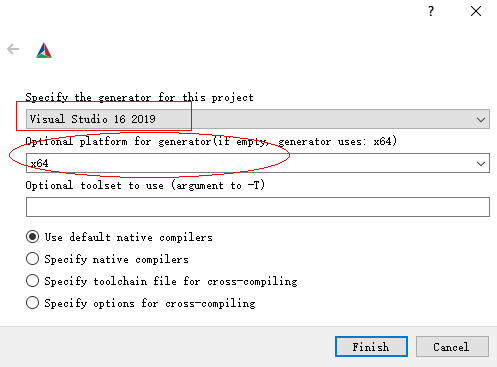 ?
Specify the generator for this project
Visual Studio 16 2019
Optional platform for generator(if empty, generator uses: x64)
x64
Optional toolset to use (argument to -T)
Use default native compilers
Specify native compilers
Specify toolchain file for cross-compiling
Specify options for cross-compiling
Finish Cancel